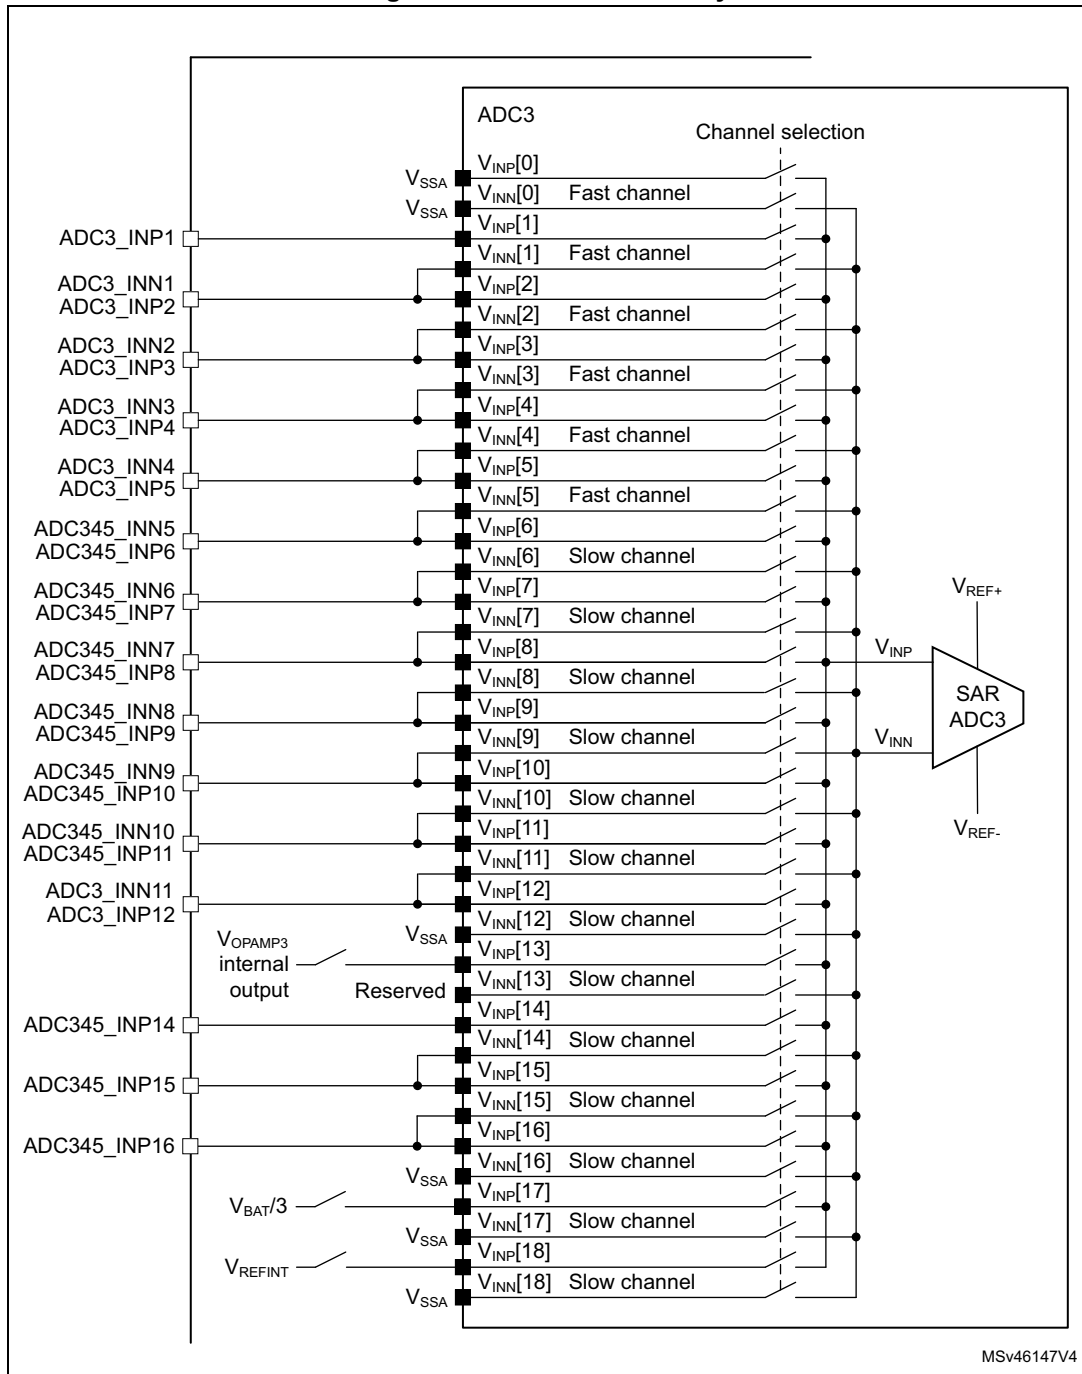 ADC3
Channel selection
VINP[0]
VSSA
VINN[0] Fast channel
VSSA
VINP[1]
ADC3_INP1
VINN[1] Fast channel
ADC3_INN1
VINP[2]
ADC3_INP2
VINN[2] Fast channel
ADC3_INN2
VINP[3]
ADC3_INP3
VINN[3] Fast channel
ADC3_INN3
VINP[4]
ADC3_INP4
VINN[4] Fast channel
ADC3_INN4
VINP[5]
ADC3_INP5
VINN[5] Fast channel
ADC345_INN5
VINP[6]
ADC345_INP6
VINN[6] Slow channel
ADC345_INN6
VINP[7]
ADC345_INP7
VREF+
VINN[7] Slow channel
ADC345_INN7
VINP[8]
VINP
ADC345_INP8
VINN[8] Slow channel
SAR
ADC3
ADC345_INN8
VINP[9]
ADC345_INP9
VINN[9] Slow channel
VINN
ADC345_INN9
VINP[10]
ADC345_INP10
VINN[10] Slow channel
ADC345_INN10
VINP[11]
VREF-
ADC345_INP11
VINN[11] Slow channel
ADC3_INN11
VINP[12]
ADC3_INP12
VINN[12] Slow channel
VSSA
VOPAMP3
internal
output
VINP[13]
VINN[13] Slow channel
Reserved
VINP[14]
ADC345_INP14
VINN[14] Slow channel
VINP[15]
ADC345_INP15
VINN[15] Slow channel
VINP[16]
ADC345_INP16
VINN[16] Slow channel
VSSA
VINP[17]
VBAT/3
VINN[17] Slow channel
VSSA
VINP[18]
VREFINT
VINN[18] Slow channel
VSSA
MSv46147V4